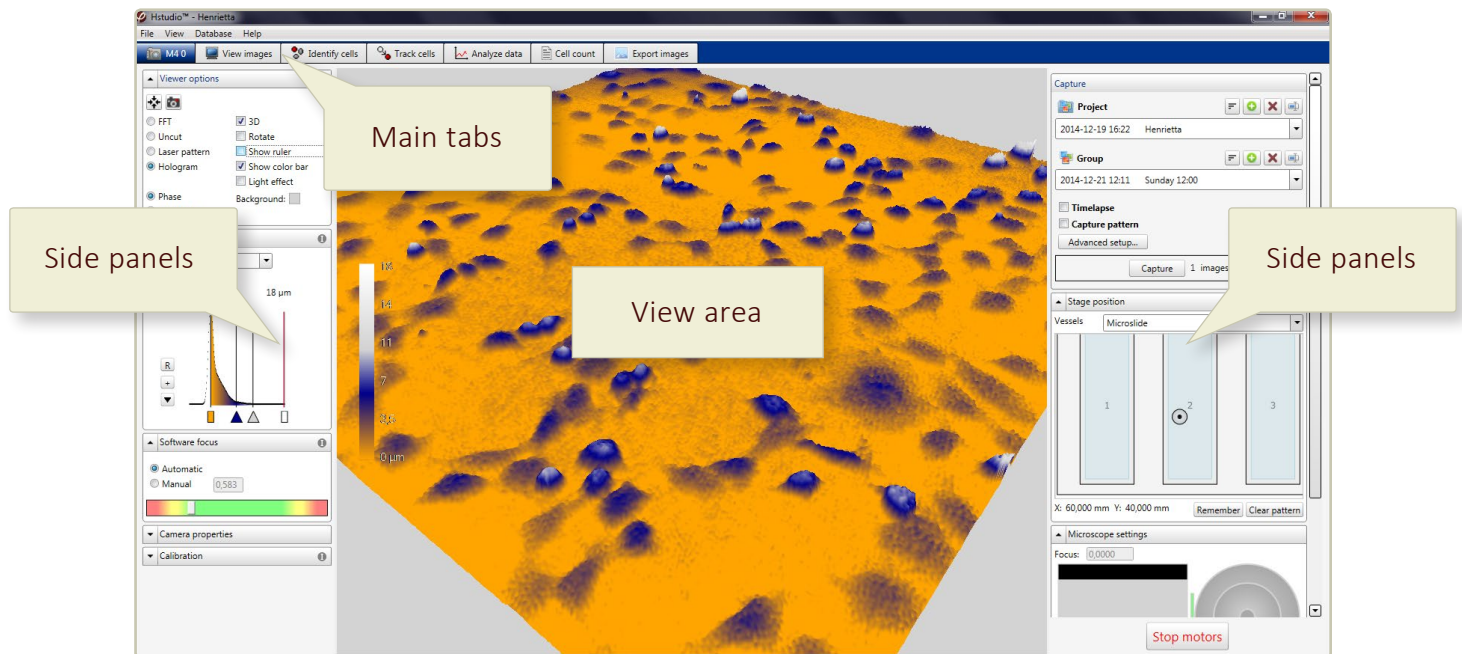 Hstudio™ - Henrietta
File View Database Help
M4 0 View images Identify cells Track cells Analyze data Cell count Export images
Viewer options
FFT 3D
Uncut Rotate
Laser pattern Show ruler
Hologram Show color bar
Light effect
Phase Background:
Main tabs
Side panels
18 µm
R
+
Software focus
Automatic
Manual 0,583
Camera properties
Calibration
View area
14
11
7
0 µm
Capture
Project
2014-12-19 16:22 Henrietta
Group
2014-12-21 12:11 Sunday 12:00
Timelapse
Capture pattern
Advanced setup...
Capture 1 images
Side panels
Stage position
Vessels Microslide
1 2 3
X: 60,000 mm Y: 40,000 mm Remember Clear pattern
Microscope settings
Focus: 0,0000
Stop motors